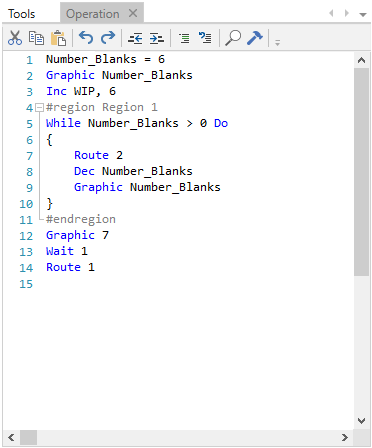 Tools Operation
1 Number_Blanks = 6
2 Graphic Number_Blanks
3 Inc WIP, 6
4 #region Region 1
5 While Number_Blanks > 0 Do
6 {
7 Route 2
8 Dec Number_Blanks
9 Graphic Number_Blanks
10 }
11 #endregion
12 Graphic 7
13 Wait 1
14 Route 1
15